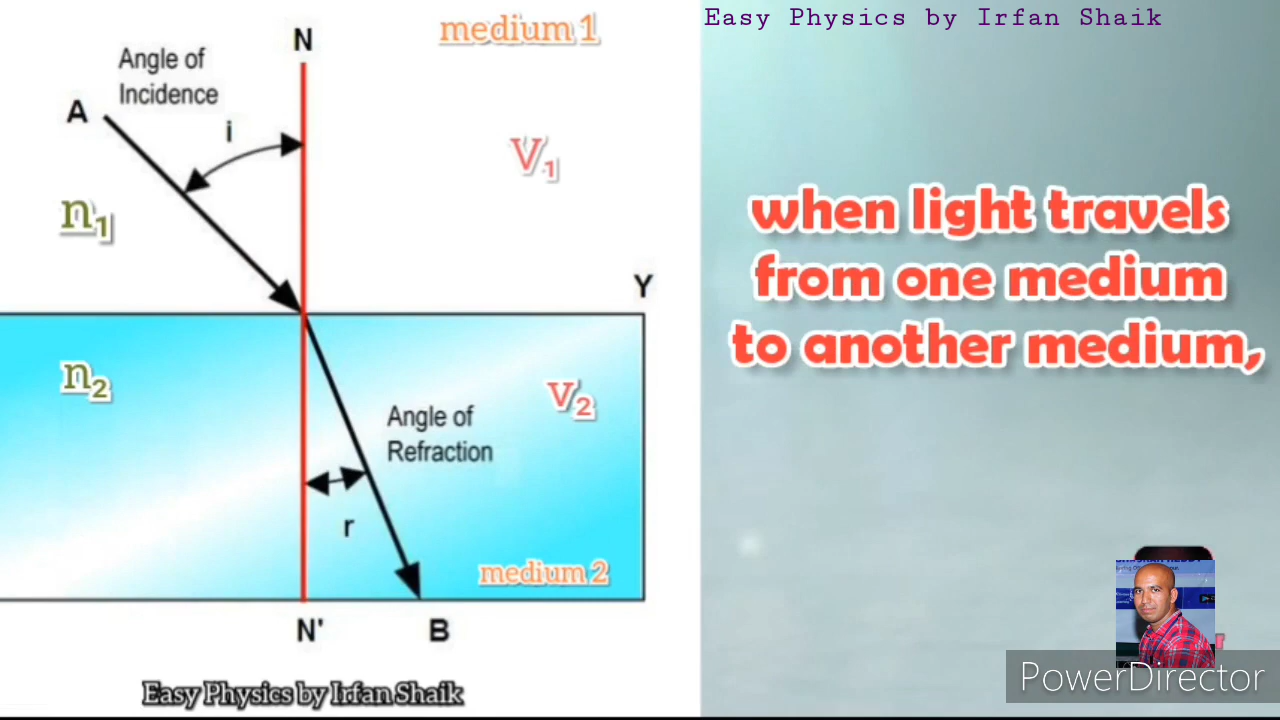 Easy Physics by Irfan Shaik
N
medium 1
Angle of
Incidence
A
i
V₁
n₁
Y
n₂
V₂
Angle of
Refraction
r
medium 2
N'
B
Easy Physics by Irfan Shaik
when light travels
from one medium
to another medium,
PowerDirector